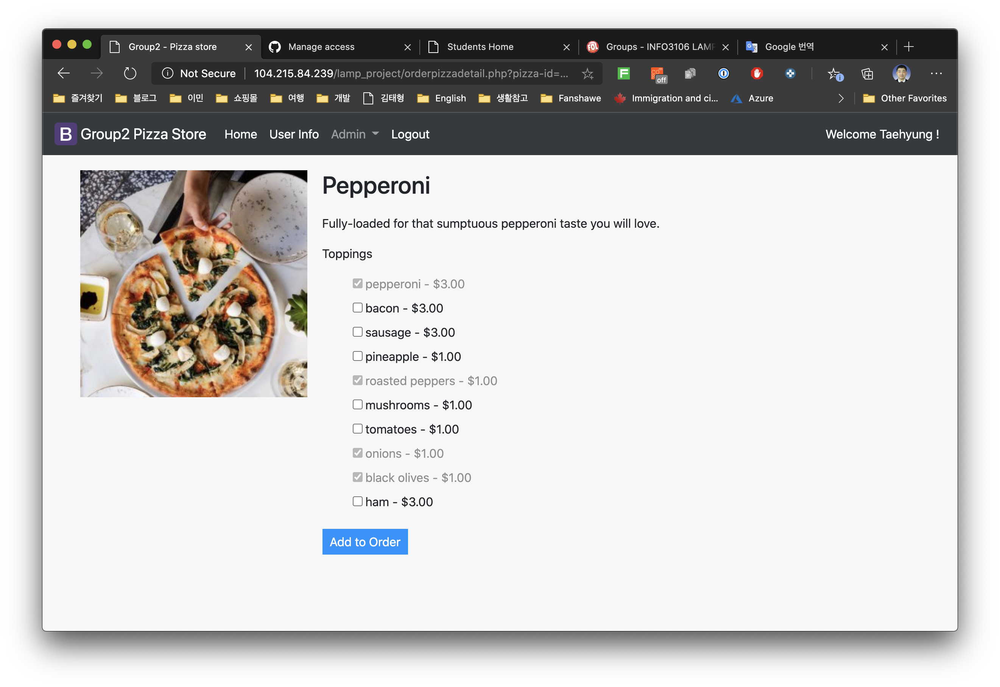 Group2 - Pizza store
Manage access
Students Home
FOL
Groups - INFO3106 LAMP
Google 번역
Not Secure
104.215.84.239/lamp_project/orderpizzadetail.php?pizza-id=...
off
즐겨찾기
블로그
이민
쇼핑몰
여행
개발
김태형
English
생활참고
Fanshawe
Immigration and ci...
Azure
Other Favorites
B Group2 Pizza Store
Home
User Info
Admin
Logout
Welcome Taehyung !
Pepperoni
Fully-loaded for that sumptuous pepperoni taste you will love.
Toppings
pepperoni - $3.00
bacon - $3.00
sausage - $3.00
pineapple - $1.00
roasted peppers - $1.00
mushrooms - $1.00
tomatoes - $1.00
onions - $1.00
black olives - $1.00
ham - $3.00
Add to Order